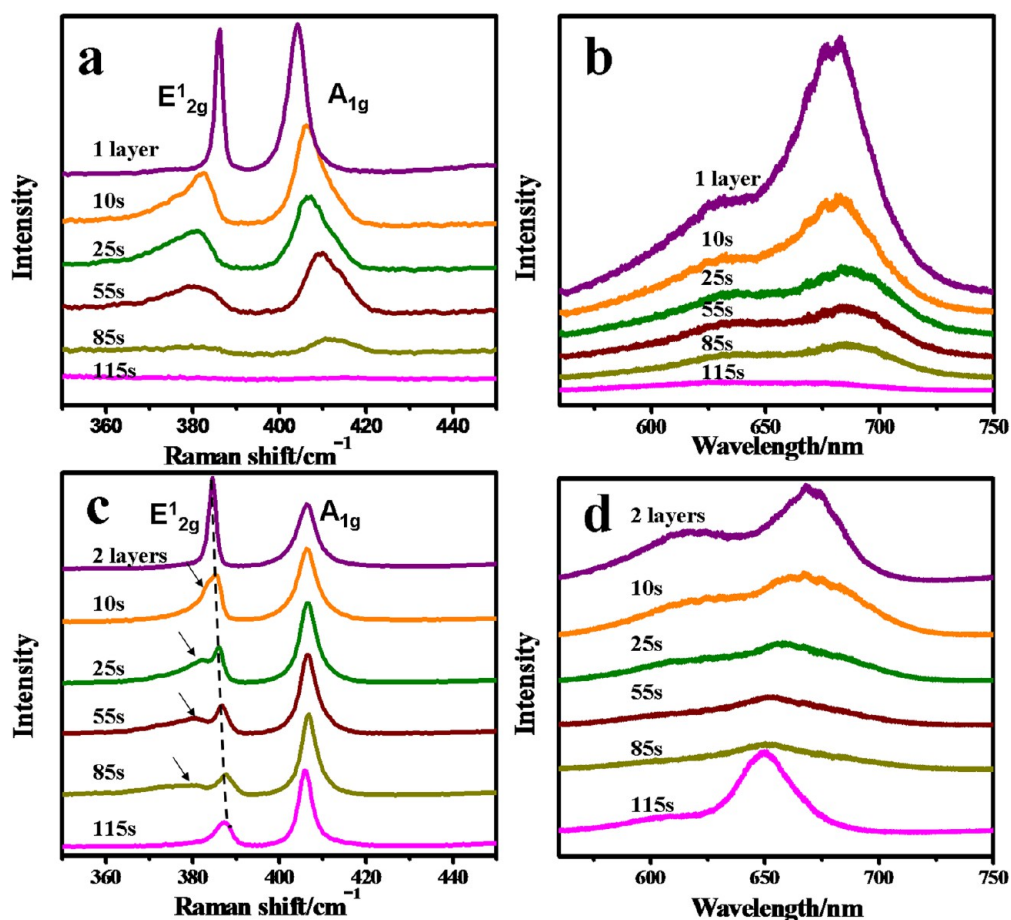 a
E¹₂g
A₁g
1 layer
10s
25s
55s
85s
115s
Intensity
360 380 400 420 440
Raman shift/cm⁻¹
b
1 layer
10s
25s
55s
85s
115s
Intensity
600 650 700 750
Wavelength/nm
c
E¹₂g
A₁g
2 layers
10s
25s
55s
85s
115s
Intensity
360 380 400 420 440
Raman shift/cm⁻¹
d
2 layers
10s
25s
55s
85s
115s
Intensity
600 650 700 750
Wavelength/nm